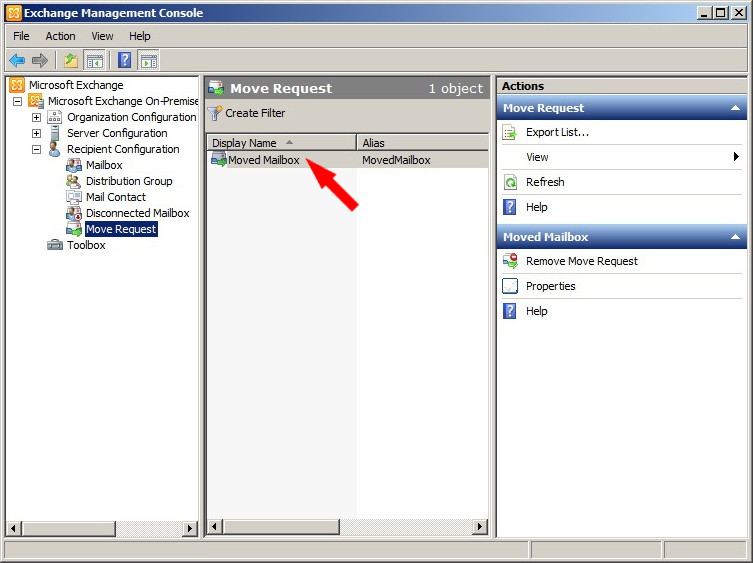 Exchange Management Console
File Action View Help
Microsoft Exchange
Microsoft Exchange On-Premise
Organization Configuration
Server Configuration
Recipient Configuration
Mailbox
Distribution Group
Mail Contact
Disconnected Mailbox
Move Request
Toolbox
Move Request 1 object
Create Filter
Display Name Alias
Moved Mailbox MovedMailbox
Actions
Move Request
Export List...
View
Refresh
Help
Moved Mailbox
Remove Move Request
Properties
Help